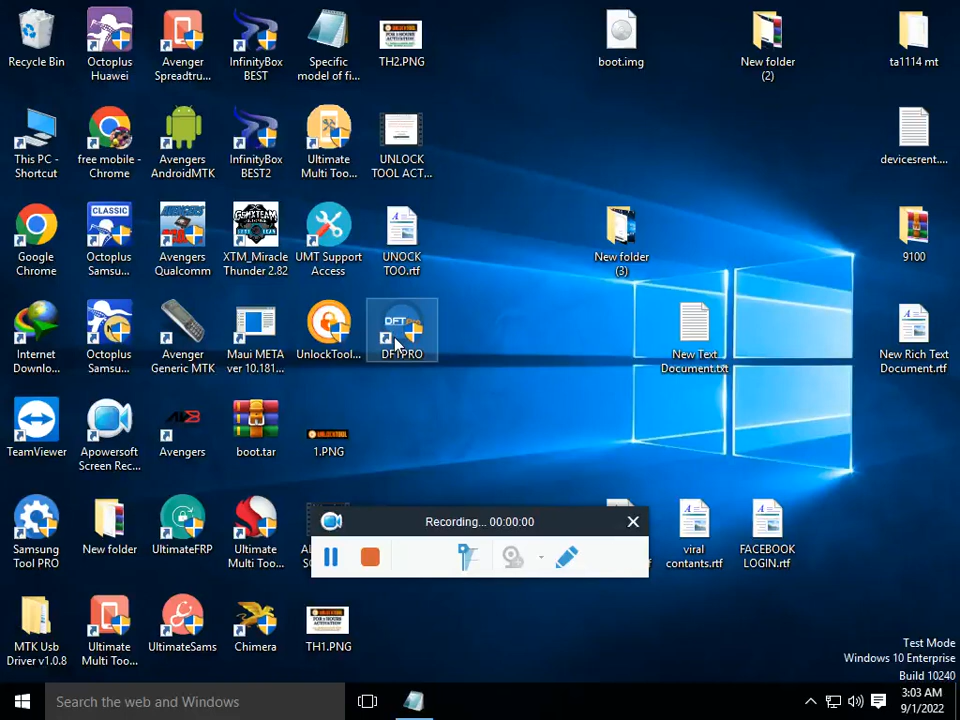 Recycle Bin
Octoplus
Huawei
Avenger
Spreadtru...
InfinityBox
BEST
Specific
model of fi...
TH2.PNG
boot.img
New folder
(2)
ta1114 mt
This PC -
Shortcut
free mobile -
Chrome
Avengers
AndroidMTK
InfinityBox
BEST2
Ultimate
Multi Too...
UNLOCK
TOOL ACT...
devicesrent....
Google
Chrome
CLASSIC
Octoplus
Samsu...
Avengers
Qualcomm
XTM_Miracle
Thunder 2.82
UMT Support
Access
UNOCK
TOO.rtf
New folder
(3)
9100
Internet
Downlo...
Octoplus
Samsu...
Avenger
Generic MTK
Maui META
ver 10.181...
UnlockTool...
DFT
DFTPRO
New Text
Document.txt
New Rich Text
Document.rtf
TeamViewer
Apowersoft
Screen Rec...
Avengers
boot.tar
1.PNG
Samsung
Tool PRO
New folder
UltimateFRP
Ultimate
Multi Too...
Recording... 00:00:00
viral
contants.rtf
FACEBOOK
LOGIN.rtf
MTK Usb
Driver v1.0.8
Ultimate
Multi Too...
UltimateSams
Chimera
TH1.PNG
Test Mode
Windows 10 Enterprise
Build 10240
Search the web and Windows
3:03 AM
9/1/2022